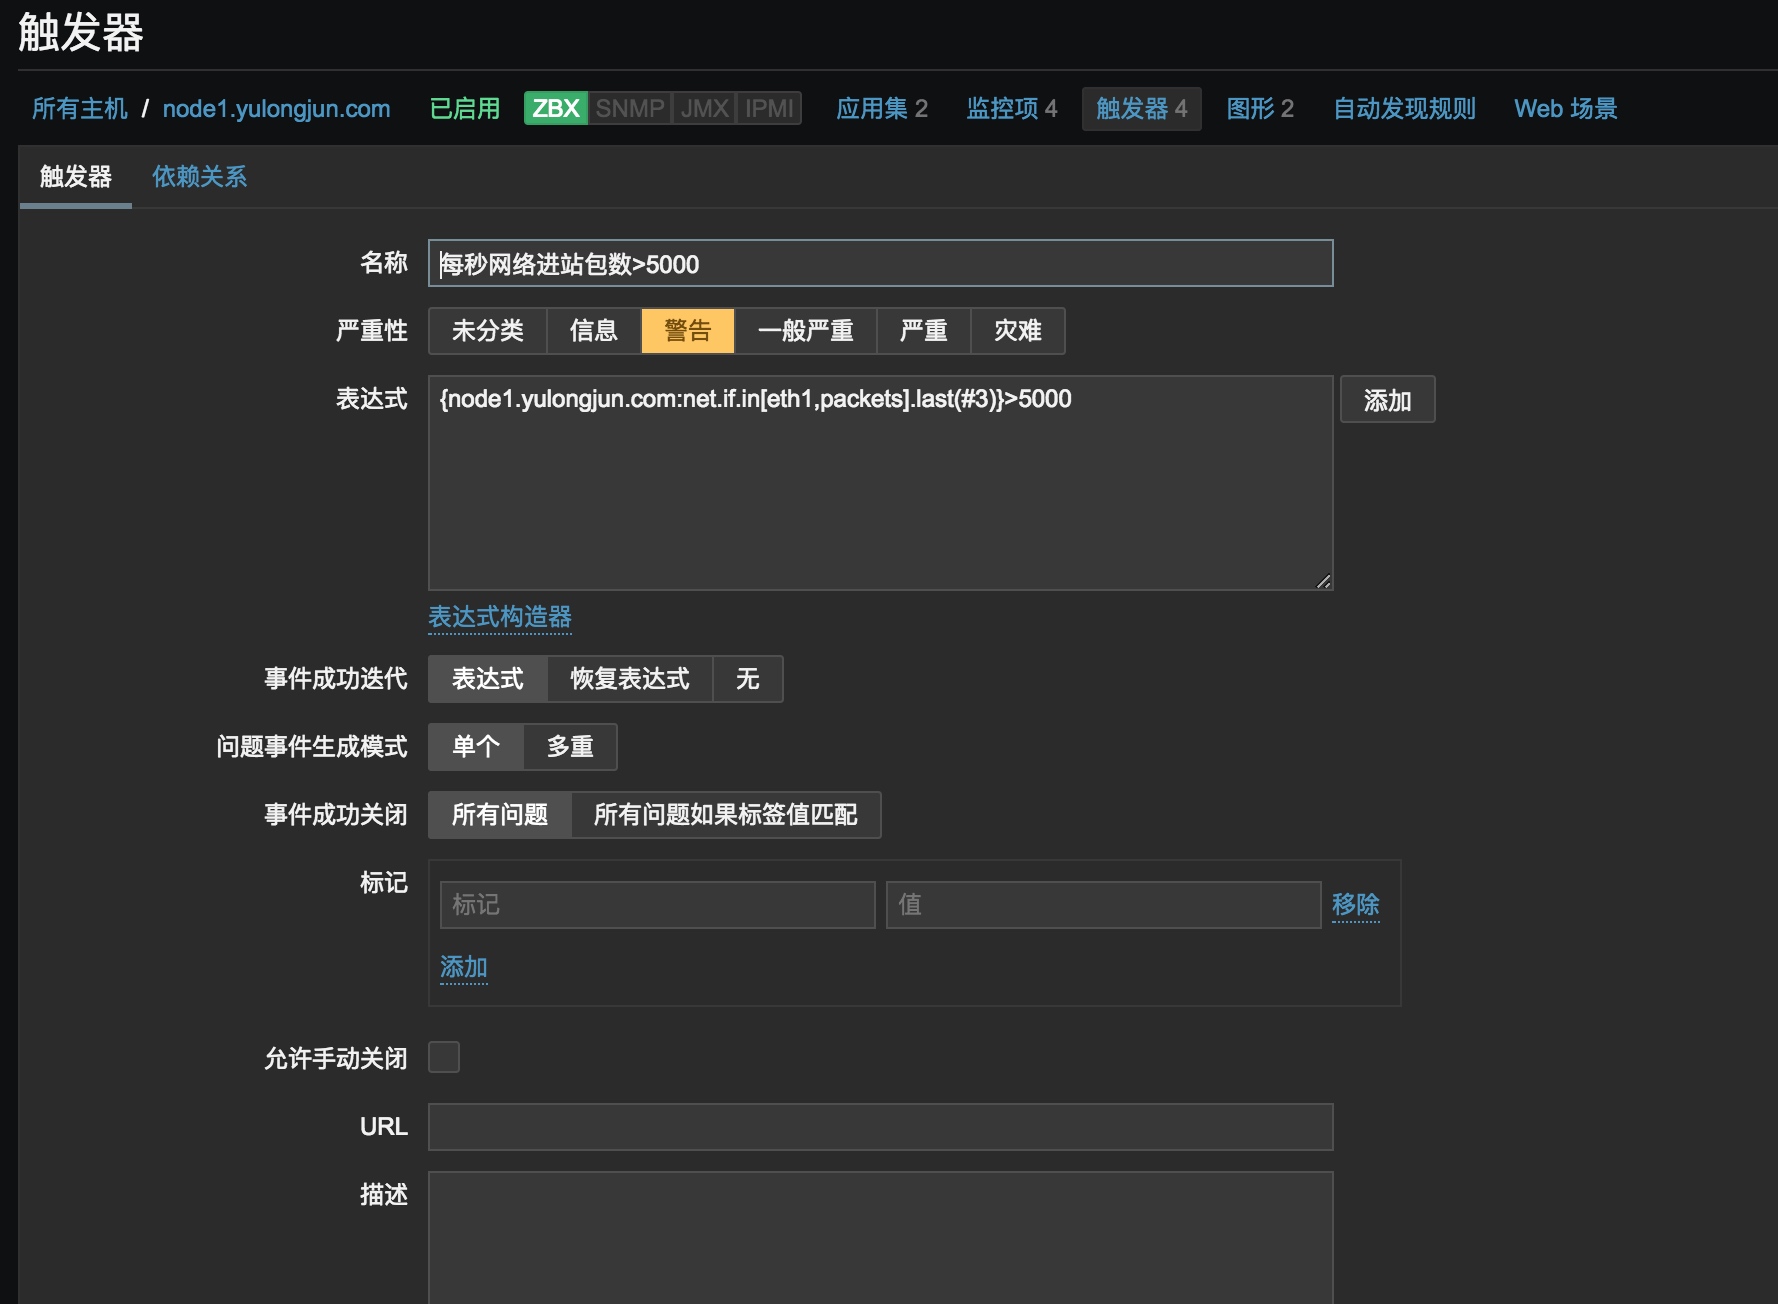 触发器
所有主机 / node1.yulongjun.com 已启用 ZBX SNMP JMX IPMI 应用集 2 监控项 4 触发器 4 图形 2 自动发现规则 Web 场景
触发器 依赖关系
名称 每秒网络进站包数>5000
严重性 未分类 信息 警告 一般严重 严重 灾难
表达式 {node1.yulongjun.com:net.if.in[eth1,packets].last(#3)}>5000 添加
表达式构造器
事件成功迭代 表达式 恢复表达式 无
问题事件生成模式 单个 多重
事件成功关闭 所有问题 所有问题如果标签值匹配
标记 标记 值 移除
添加
允许手动关闭
URL
描述